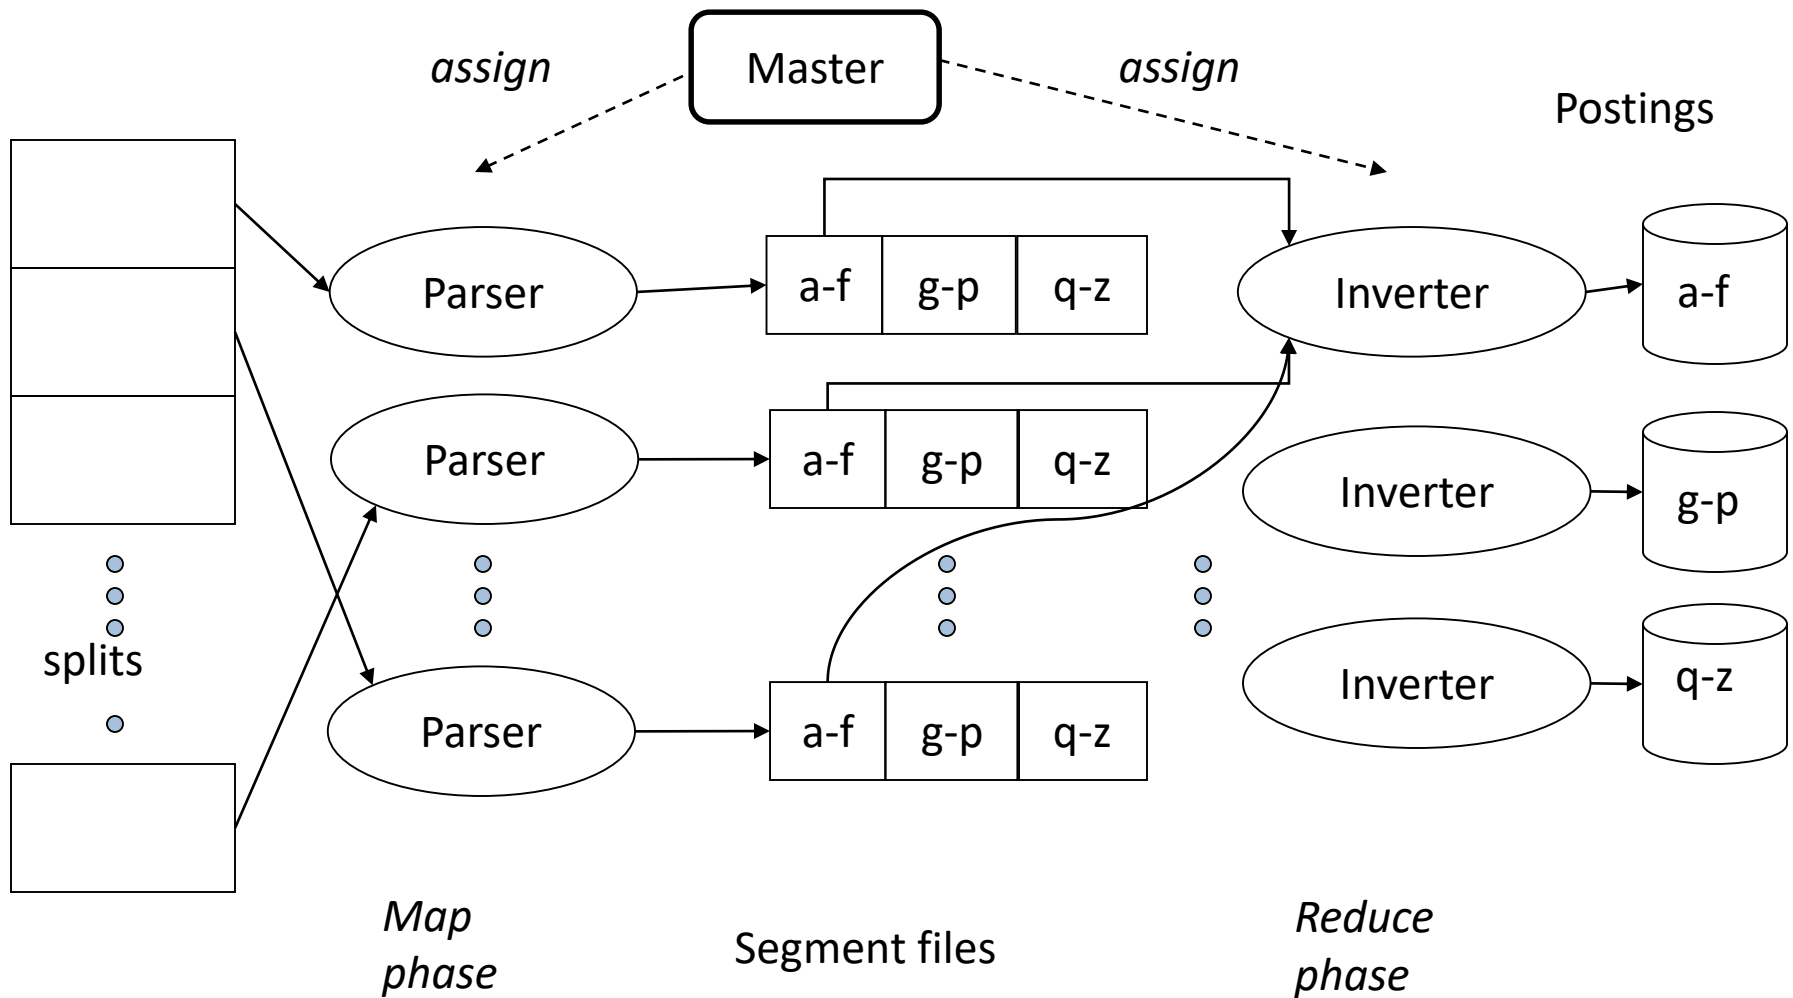 assign
Master
assign
Postings
Parser
a-f
g-p
q-z
Inverter
a-f
Parser
a-f
g-p
q-z
Inverter
g-p
splits
Parser
a-f
g-p
q-z
Inverter
q-z
Map
phase
Segment files
Reduce
phase